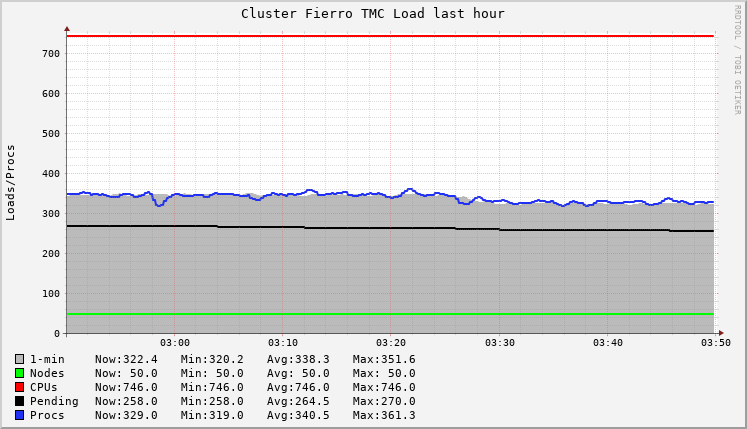 Cluster Fierro TMC Load last hour
RRDTOOL / TOBI OETIKER
Loads/Procs
700
600
500
400
300
200
100
0
03:00 03:10 03:20 03:30 03:40 03:50
1-min Now:322.4 Min:320.2 Avg:338.3 Max:351.6
Nodes Now: 50.0 Min: 50.0 Avg: 50.0 Max: 50.0
CPUs Now:746.0 Min:746.0 Avg:746.0 Max:746.0
Pending Now:258.0 Min:258.0 Avg:264.5 Max:270.0
Procs Now:329.0 Min:319.0 Avg:340.5 Max:361.3